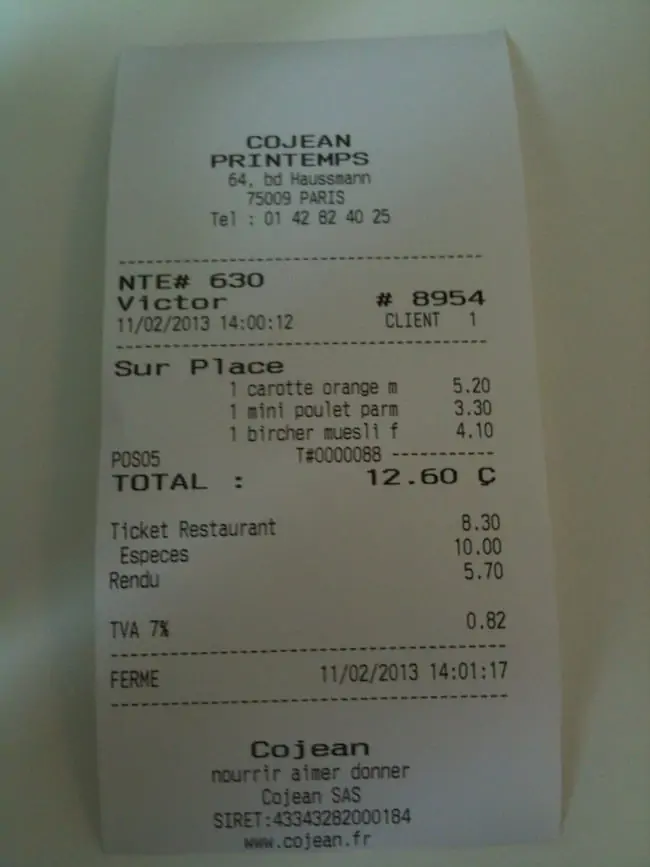 COJEAN
PRINTEMPS
64, bd Haussmann
75009 PARIS
Tel : 01 42 82 40 25
NTE# 630
Victor # 8954
11/02/2013 14:00:12 CLIENT 1
Sur Place
1 carotte orange m 5.20
1 mini poulet parm 3.30
1 bircher muesli f 4.10
POS05 T#0000088 -----------
TOTAL : 12.60 Ç
Ticket Restaurant 8.30
Especes 10.00
Rendu 5.70
TVA 7% 0.82
FERME 11/02/2013 14:01:17
Cojean
nourrir aimer donner
Cojean SAS
SIRET:43343282000184
www.cojean.fr